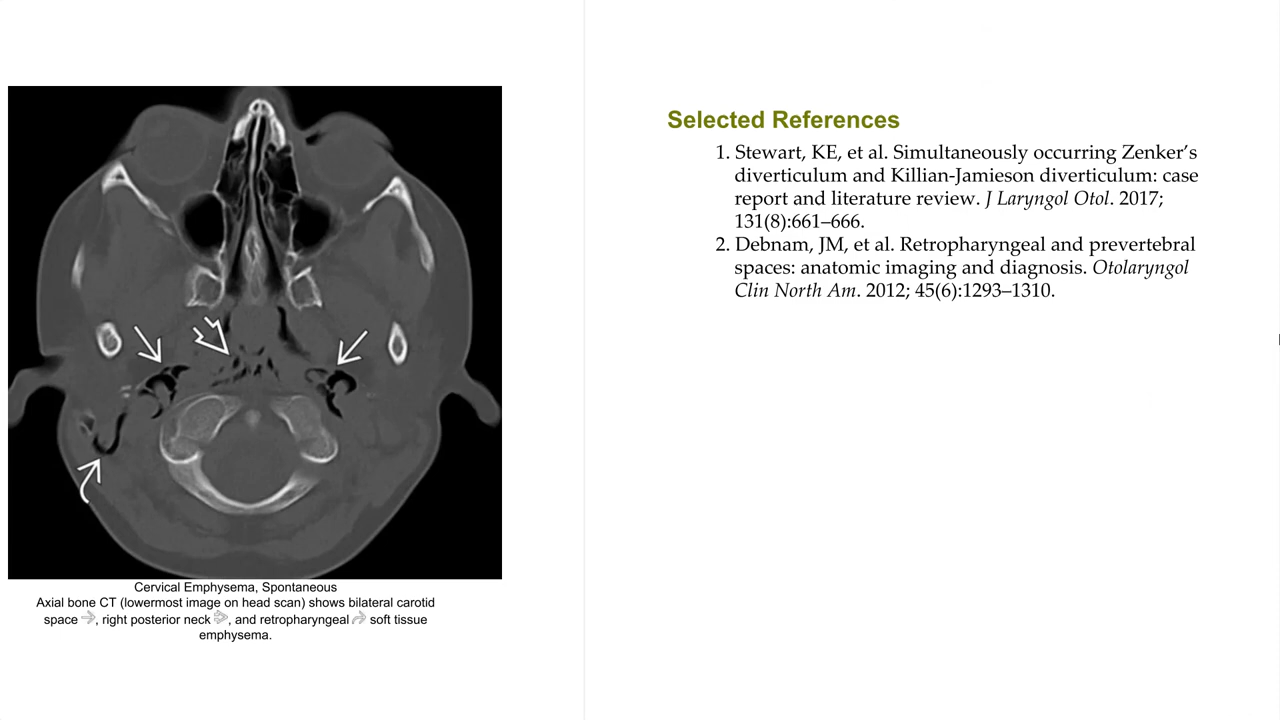 Cervical Emphysema, Spontaneous
Axial bone CT (lowermost image on head scan) shows bilateral carotid
space , right posterior neck , and retropharyngeal soft tissue
emphysema.
Selected References
1. Stewart, KE, et al. Simultaneously occurring Zenker’s
diverticulum and Killian-Jamieson diverticulum: case
report and literature review. J Laryngol Otol. 2017;
131(8):661–666.
2. Debnam, JM, et al. Retropharyngeal and prevertebral
spaces: anatomic imaging and diagnosis. Otolaryngol
Clin North Am. 2012; 45(6):1293–1310.